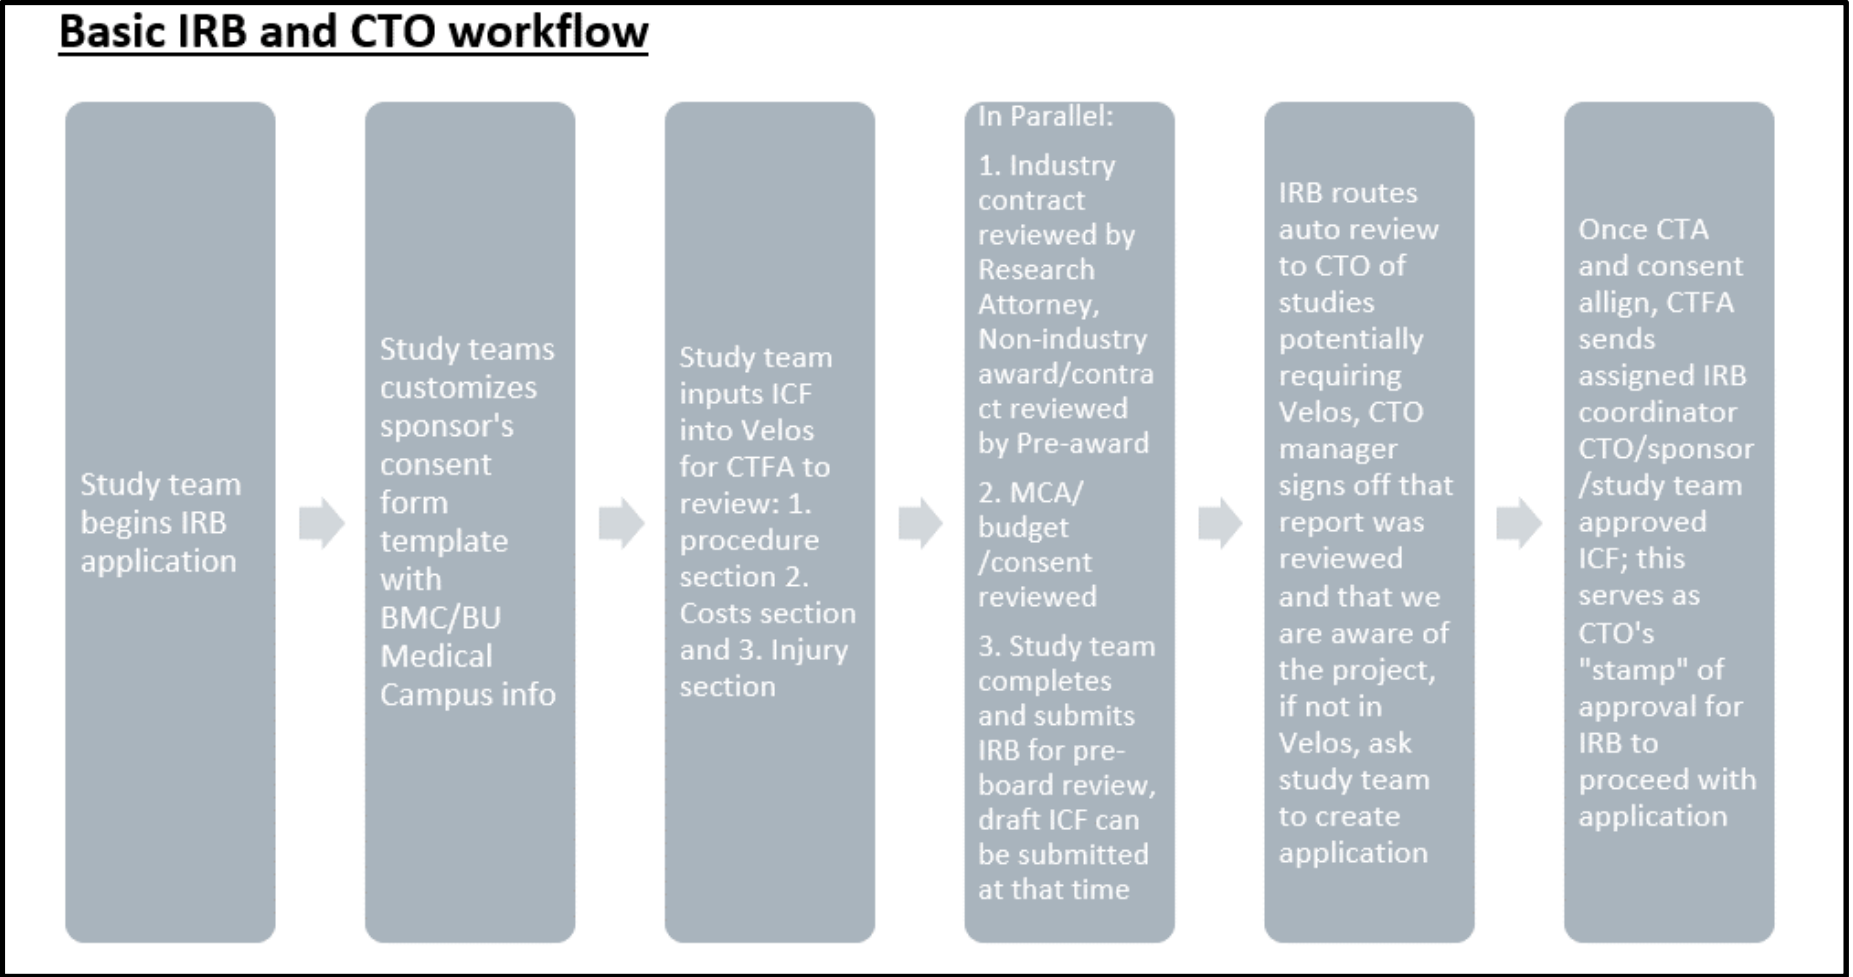 Basic IRB and CTO workflow
Study team
begins IRB
application
Study teams
customizes
sponsor's
consent
form
template
with
BMC/BU
Medical
Campus info
Study team
inputs ICF
into Velos
for CTFA to
review: 1.
procedure
section 2.
Costs section
and 3. Injury
section
In Parallel:
1. Industry
contract
reviewed by
Research
Attorney,
Non-industry
award/contra
ct reviewed
by Pre-award
2. MCA/
budget
/consent
reviewed
3. Study team
completes
and submits
IRB for pre-
board review,
draft ICF can
be submitted
at that time
IRB routes
auto review
to CTO of
studies
potentially
requiring
Velos, CTO
manager
signs off that
report was
reviewed
and that we
are aware of
the project,
if not in
Velos, ask
study team
to create
application
Once CTA
and consent
allign, CTFA
sends
assigned IRB
coordinator
CTO/sponsor
/study team
approved
ICF; this
serves as
CTO's
"stamp" of
approval for
IRB to
proceed with
application